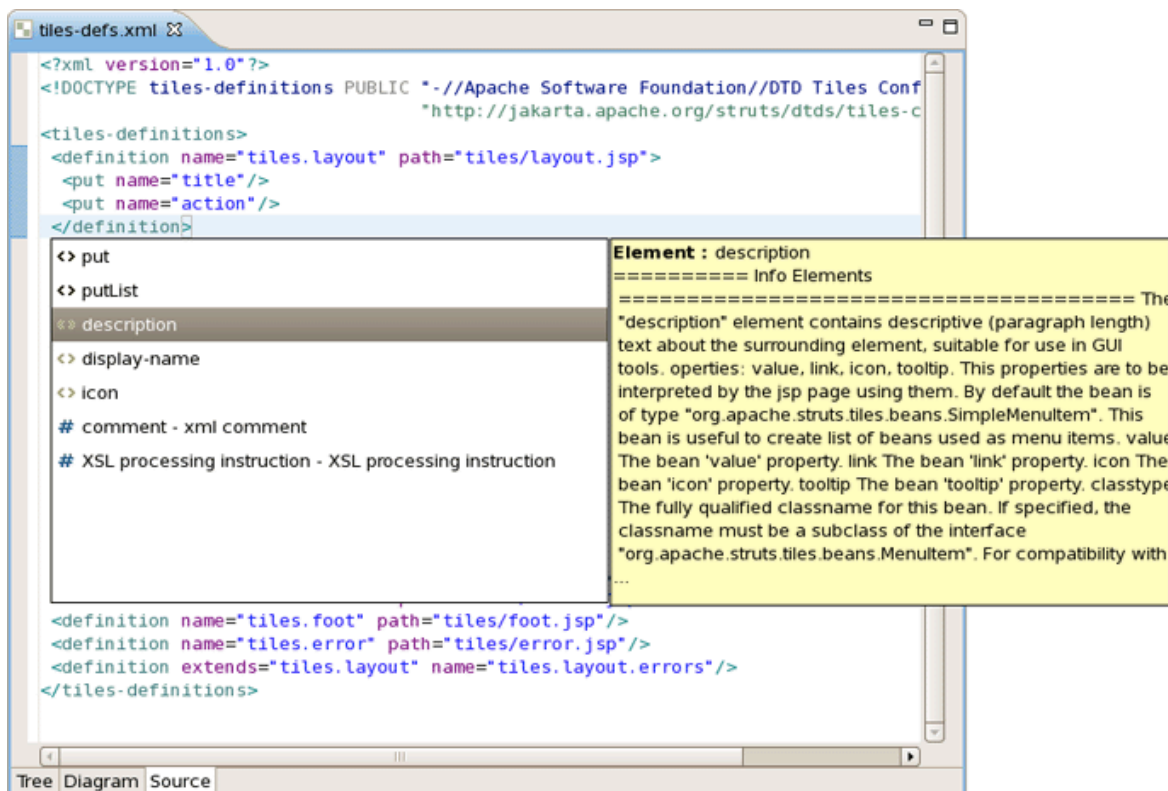 tiles-defs.xml
<?xml version="1.0"?>
<!DOCTYPE tiles-definitions PUBLIC "-//Apache Software Foundation//DTD Tiles Conf
"http://jakarta.apache.org/struts/dtds/tiles-c
<tiles-definitions>
<definition name="tiles.layout" path="tiles/layout.jsp">
<put name="title"/>
<put name="action"/>
</definition>
<> put
<> putList
<> description
<> display-name
<> icon
# comment - xml comment
# XSL processing instruction - XSL processing instruction
Element : description
========== Info Elements
====================================== The
"description" element contains descriptive (paragraph length)
text about the surrounding element, suitable for use in GUI
tools. operties: value, link, icon, tooltip. This properties are to be
interpreted by the jsp page using them. By default the bean is
of type "org.apache.struts.tiles.beans.SimpleMenuItem". This
bean is useful to create list of beans used as menu items. value
The bean 'value' property. link The bean 'link' property. icon The
bean 'icon' property. tooltip The bean 'tooltip' property. classtype
The fully qualified classname for this bean. If specified, the
classname must be a subclass of the interface
"org.apache.struts.tiles.beans.MenuItem". For compatibility with
...
<definition name="tiles.foot" path="tiles/foot.jsp"/>
<definition name="tiles.error" path="tiles/error.jsp"/>
<definition extends="tiles.layout" name="tiles.layout.errors"/>
</tiles-definitions>
Tree Diagram Source